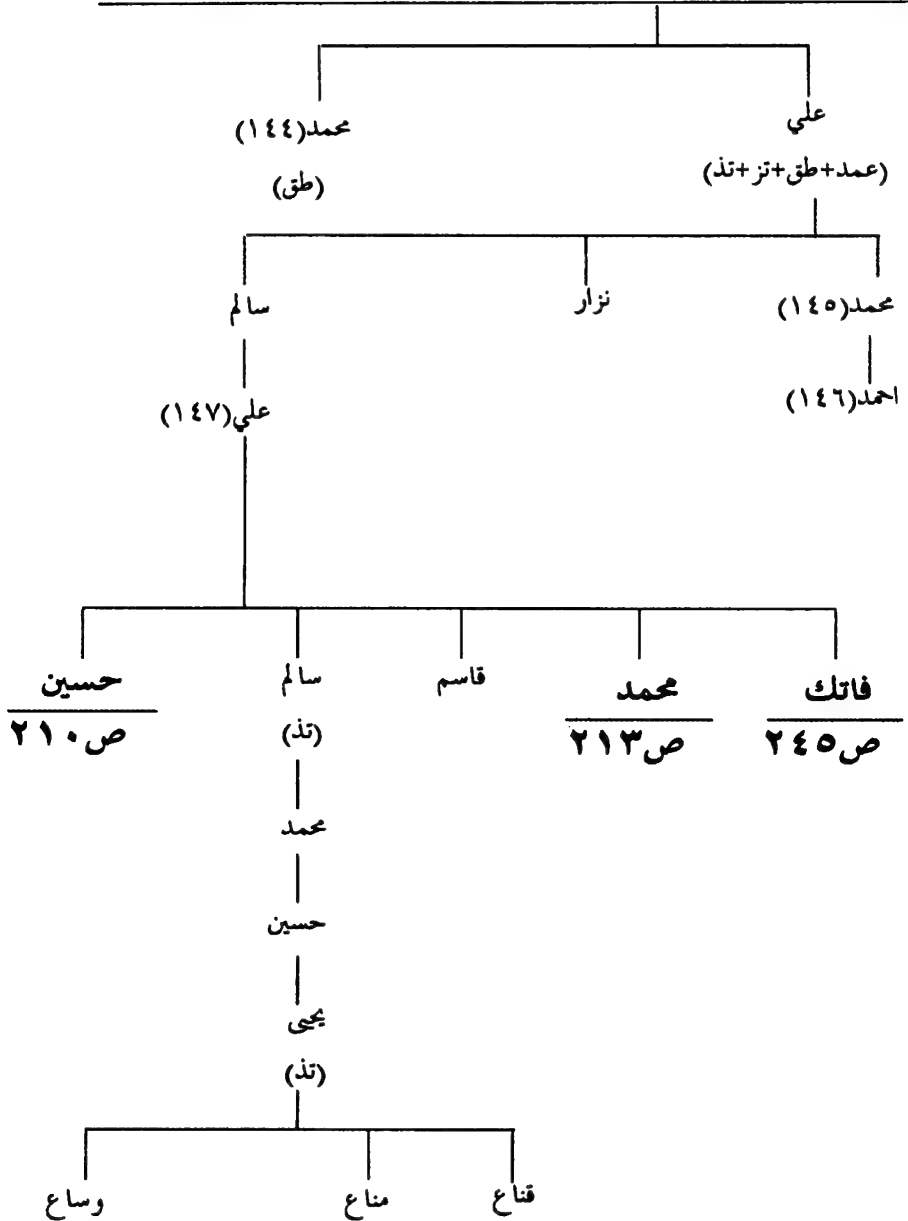 علي محمد(١٤٤)
(عمد+طق+تز+تذ) (طق)
محمد(١٤٥) نزار سالم
احمد(١٤٦) علي(١٤٧)
فاتك محمد قاسم سالم حسين
ص٢٤٥ ص٢١٣ (تذ) ص٢١٠
محمد
حسين
يحيى
(تذ)
قناع مناع وساع